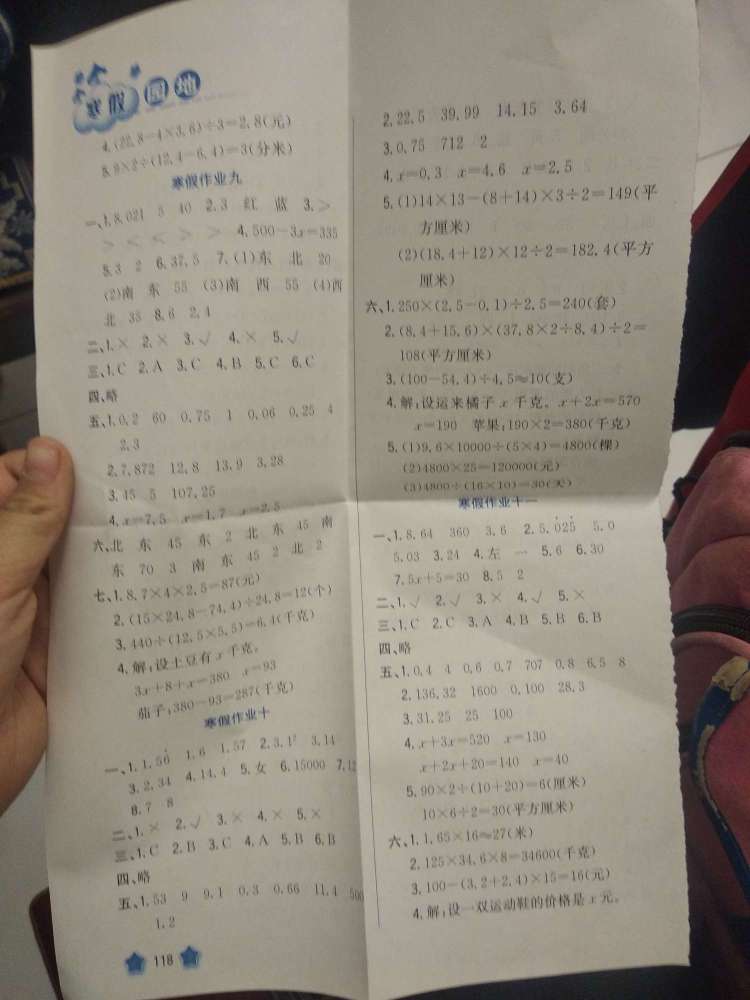 寒假园地
4.(22.8-4×3.6)÷3=2.8(元)
5.9×2÷(12.4-6.4)=3(分米)
寒假作业九
一、1.8.021 5 40 2.3 红 蓝 3.>
> < < > > 4.500-3x=335
5.3 2 6.37.5 7.(1)东 北 20
(2)南 东 55 (3)南 西 55 (4)西
北 35 8.6 2.4
二、1.× 2.× 3.√ 4.× 5.√
三、1.C 2.A 3.C 4.B 5.C 6.C
四、略
五、1.0.2 60 0.75 1 0.06 0.25 4
2.3
2.7.872 12.8 13.9 3.28
3.45 5 107.25
4.x=7.5 x=1.7 x=2.5
六、北 东 45 东 2 北 东 45 南
东 70 3 南 东 45 2 北 2
七、1.8.7×4×2.5=87(元)
2.(15×24.8-74.4)÷24.8=12(个)
3.440÷(12.5×5.5)=6.4(千克)
4.解:设土豆有x千克。
3x+8+x=380 x=93
茄子:380-93=287(千克)
寒假作业十
一、1.1.56̇ 1.6 1.57 2.3.1² 3.14
3.2.34 4.14.4 5.女 6.15000 7.12
8.7 8
二、1.× 2.√ 3.× 4.× 5.×
三、1.C 2.B 3.C 4.A 5.B 6.B
四、略
五、1.53 9 9.1 0.3 0.66 11.4 500
1.2
118
2.22.5 39.99 14.15 3.64
3.0.75 712 2
4.x=0.3 x=4.6 x=2.5
5.(1)14×13-(8+14)×3÷2=149(平
方厘米)
(2)(18.4+12)×12÷2=182.4(平方
厘米)
六、1.250×(2.5-0.1)÷2.5=240(套)
2.(8.4+15.6)×(37.8×2÷8.4)÷2=
108(平方厘米)
3.(100-54.4)÷4.5≈10(支)
4.解:设运来橘子x千克。x+2x=570
x=190 苹果:190×2=380(千克)
5.(1)9.6×10000÷(5×4)=4800(棵)
(2)4800×25=120000(元)
(3)4800÷(16×10)=30(天)
寒假作业十一
一、1.8.64 360 3.6 2.5.0̇25̇ 5.0
5.03 3.24 4.左 一 5.6 6.30
7.5x+5=30 8.5 2
二、1.√ 2.√ 3.× 4.√ 5.×
三、1.C 2.C 3.A 4.B 5.B 6.B
四、略
五、1.0.4 4 0.6 0.7 707 0.8 6.5 8
2.136.32 1600 0.100 28.3
3.31.25 25 100
4.x+3x=520 x=130
x+2x+20=140 x=40
5.90×2÷(10+20)=6(厘米)
10×6÷2=30(平方厘米)
六、1.1.65×16≈27(米)
2.125×34.6×8=34600(千克)
3.100-(3.2+2.4)×15=16(元)
4.解:设一双运动鞋的价格是x元。